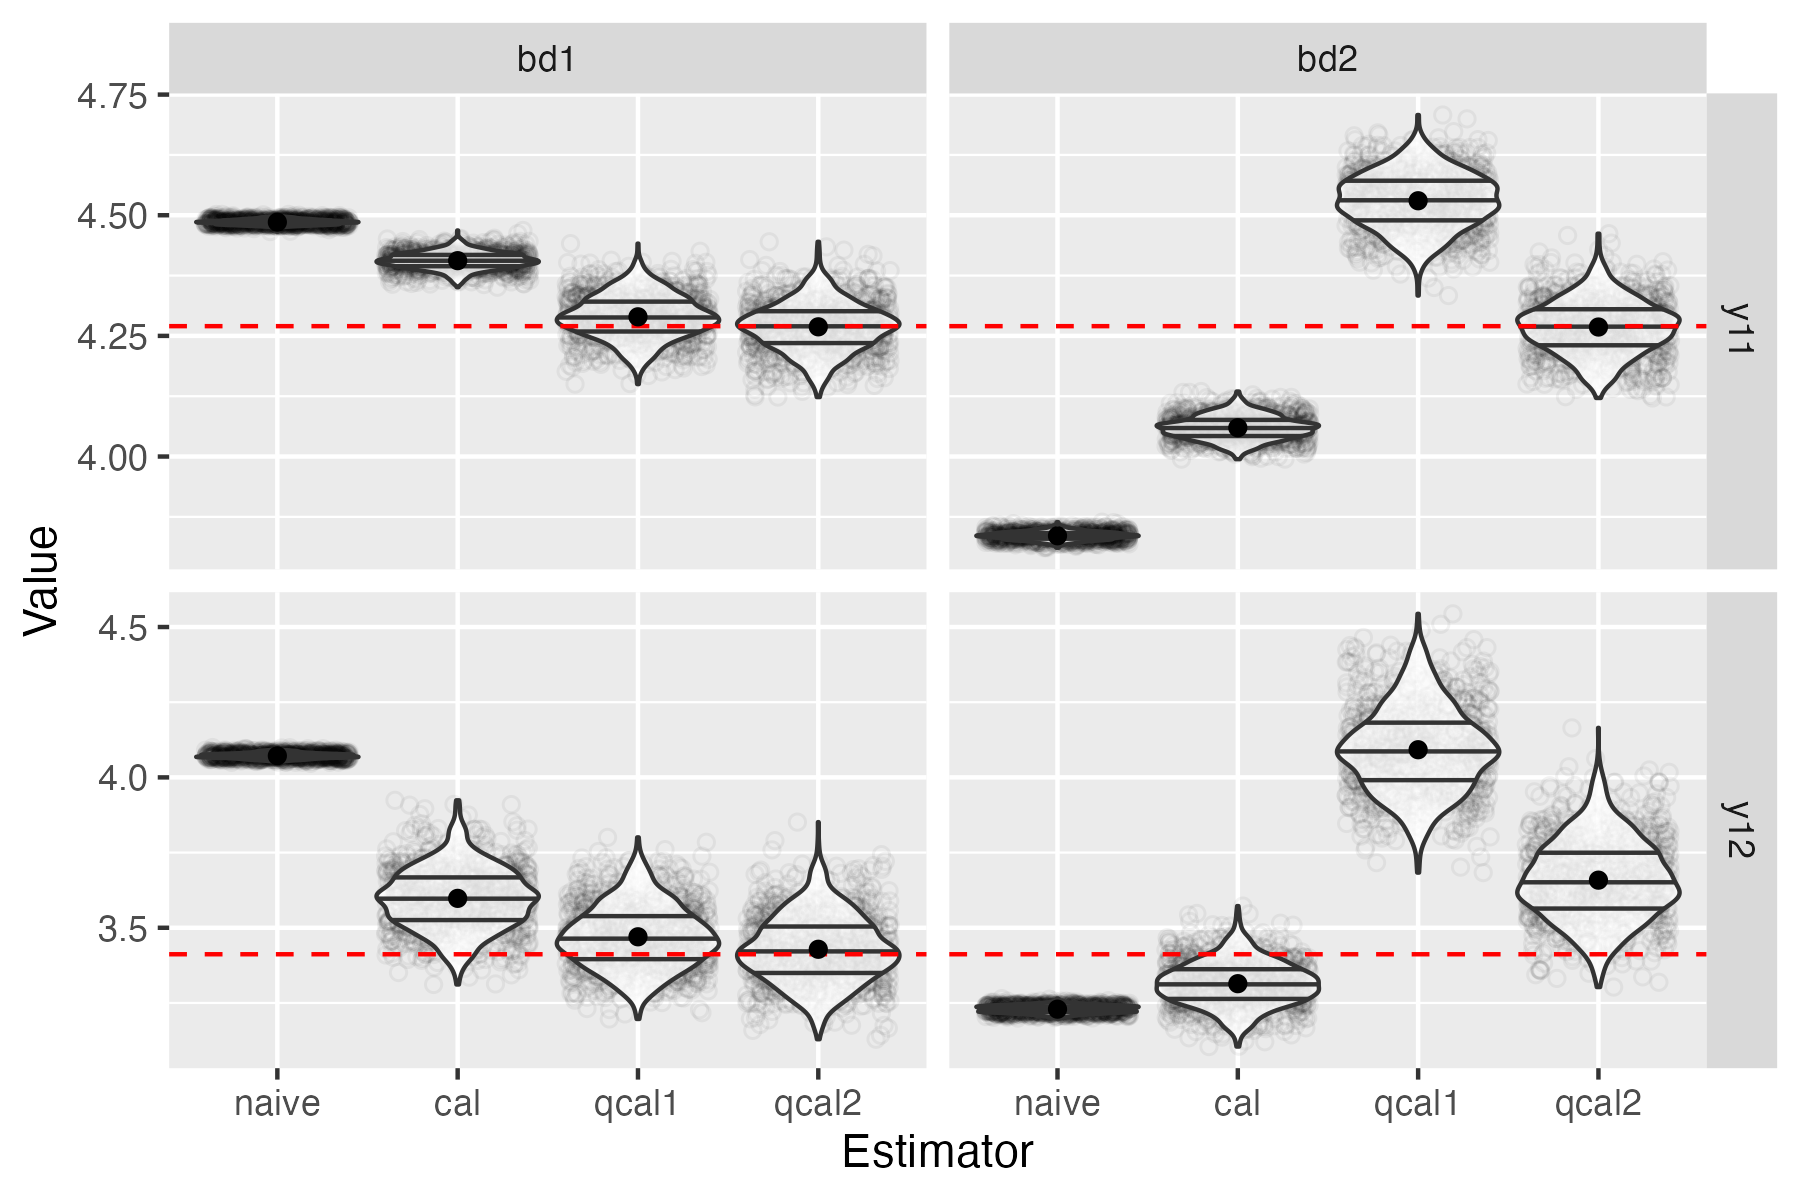 bd1
bd2
4.75
4.50
4.25
4.00
y11
Value
4.5
4.0
3.5
y12
naive cal qcal1 qcal2
naive cal qcal1 qcal2
Estimator